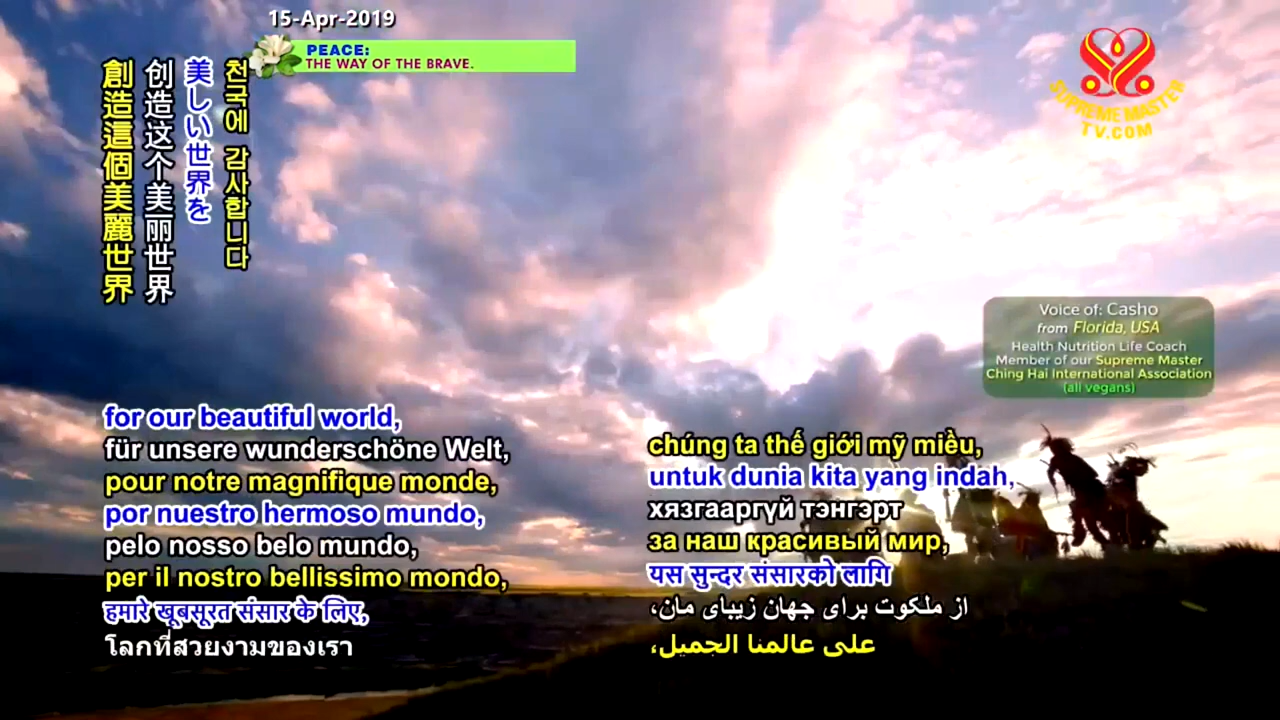 15-Apr-2019
PEACE:
THE WAY OF THE BRAVE.
SUPREME MASTER
TV.COM
천국에 감사합니다
美しい世界を
创造这个美丽世界
創造這個美麗世界
Voice of: Casho
from Florida, USA
Health Nutrition Life Coach
Member of our Supreme Master
Ching Hai International Association
(all vegans)
for our beautiful world,
für unsere wunderschöne Welt,
pour notre magnifique monde,
por nuestro hermoso mundo,
pelo nosso belo mundo,
per il nostro bellissimo mondo,
हमारे खूबसूरत संसार के लिए,
โลกที่สวยงามของเรา
chúng ta thế giới mỹ miều,
untuk dunia kita yang indah,
хязгааргүй тэнгэрт
за наш красивый мир,
यस सुन्दर संसारको लागि
از ملکوت برای جهان زیبای مان،
على عالمنا الجميل،